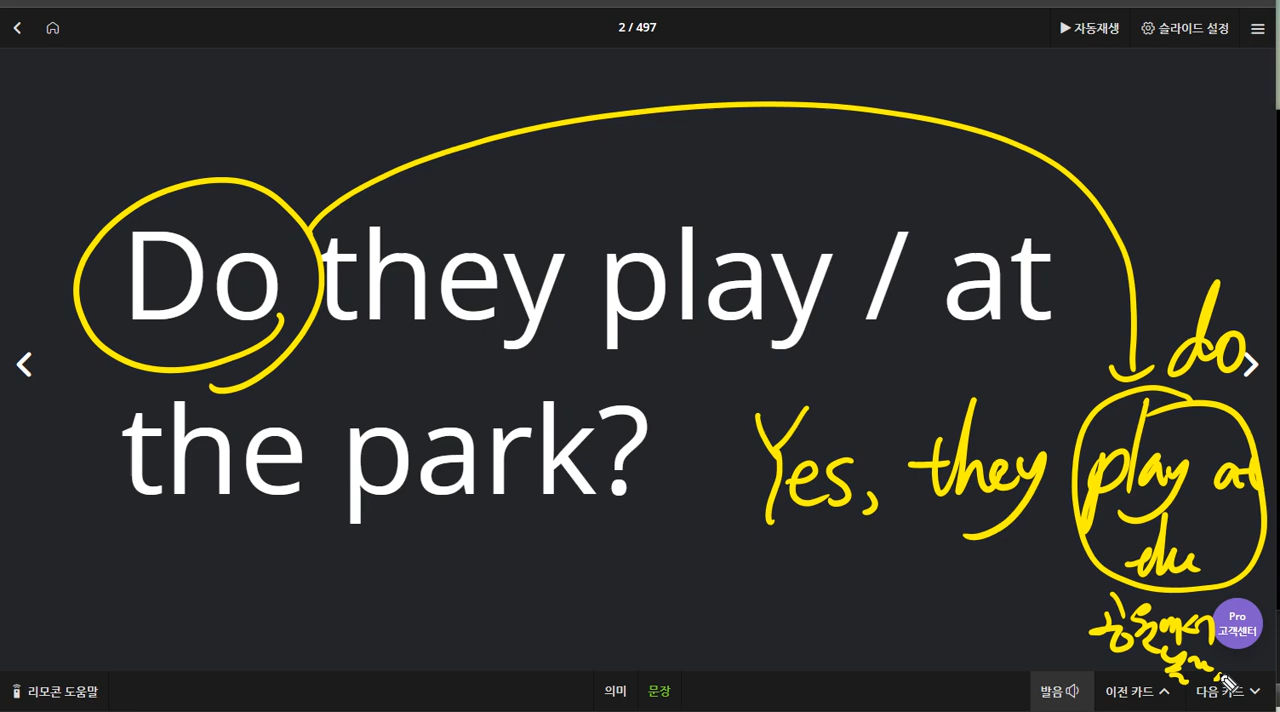 2 / 497
자동재생
슬라이드 설정
Do they play / at
the park?
do
Yes, they play at
the
Pro
고객센터
리모콘 도움말
의미
문장
발음
이전 카드
다음 카드